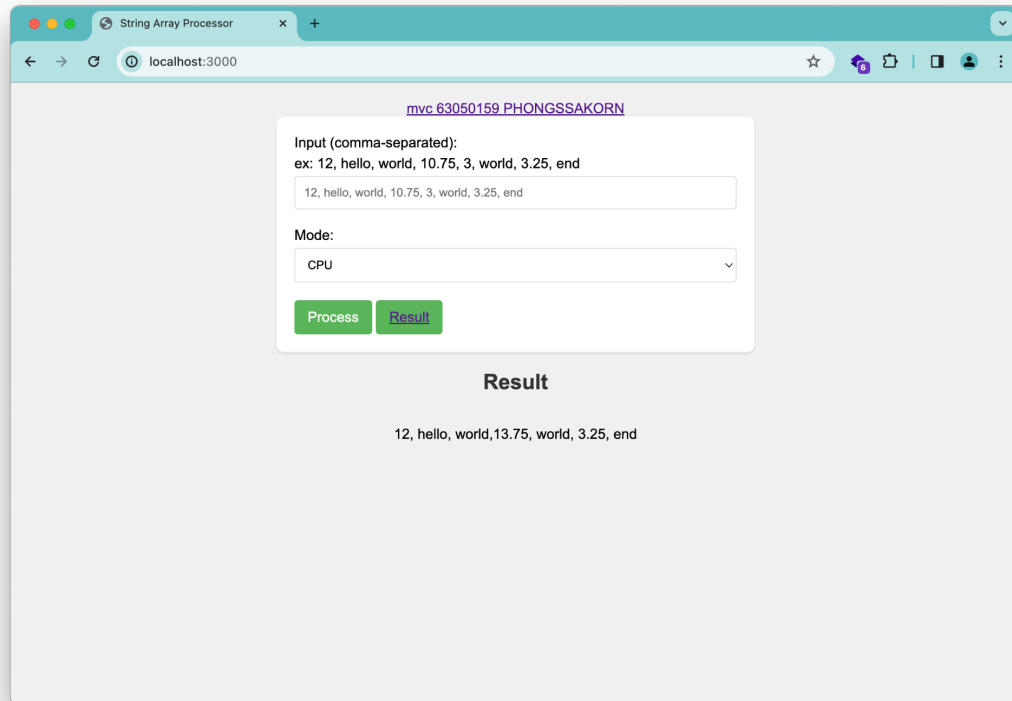 String Array Processor
localhost:3000
6
mvc 63050159 PHONGSSAKORN
Input (comma-separated):
ex: 12, hello, world, 10.75, 3, world, 3.25, end
12, hello, world, 10.75, 3, world, 3.25, end
Mode:
CPU
Process Result
Result
12, hello, world,13.75, world, 3.25, end